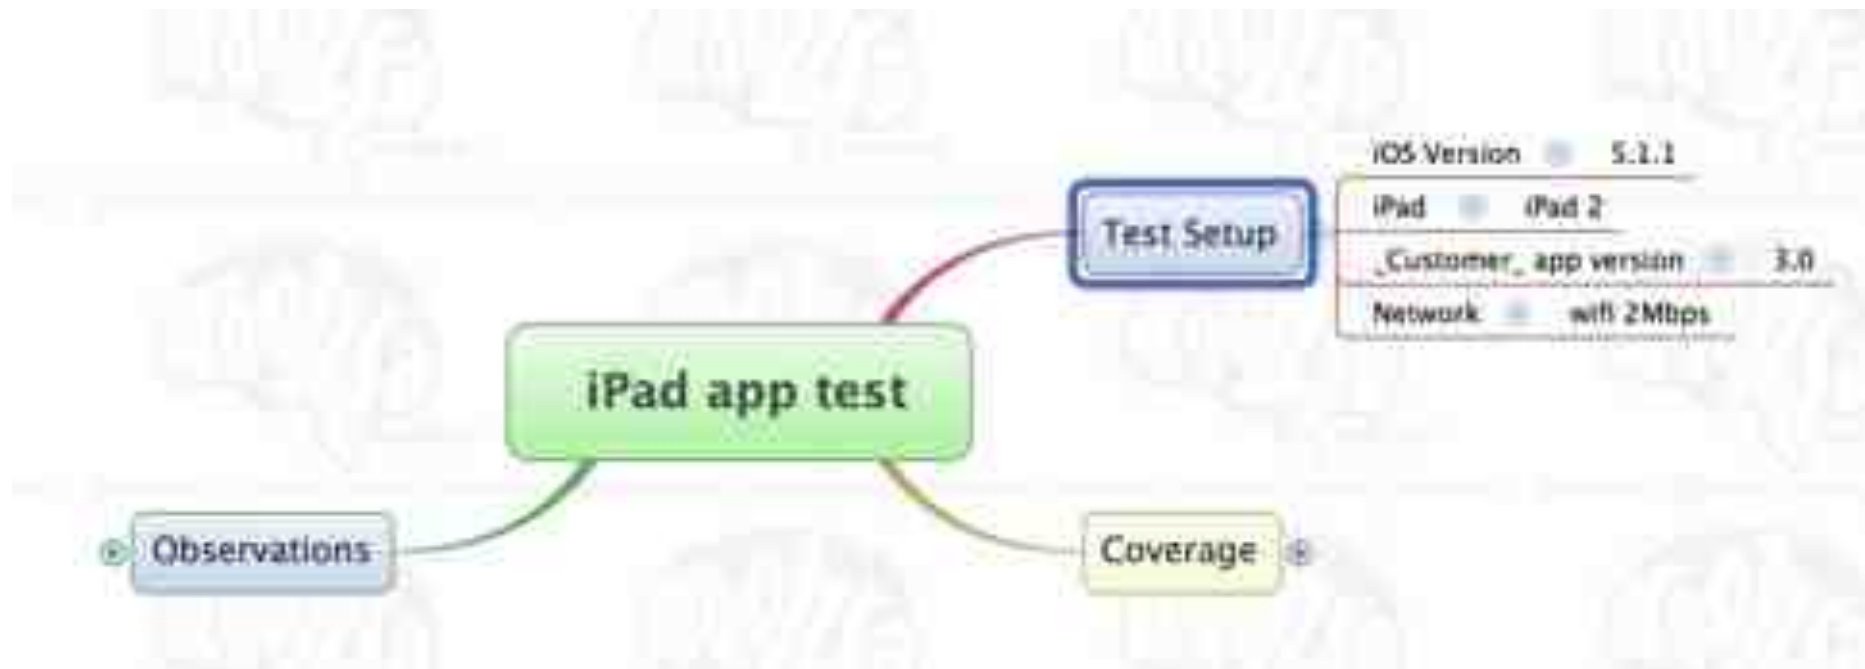 iOS Version 5.1.1
iPad iPad 2
Test Setup
_Customer_ app version 3.0
Network wifi 2Mbps
iPad app test
Observations
Coverage